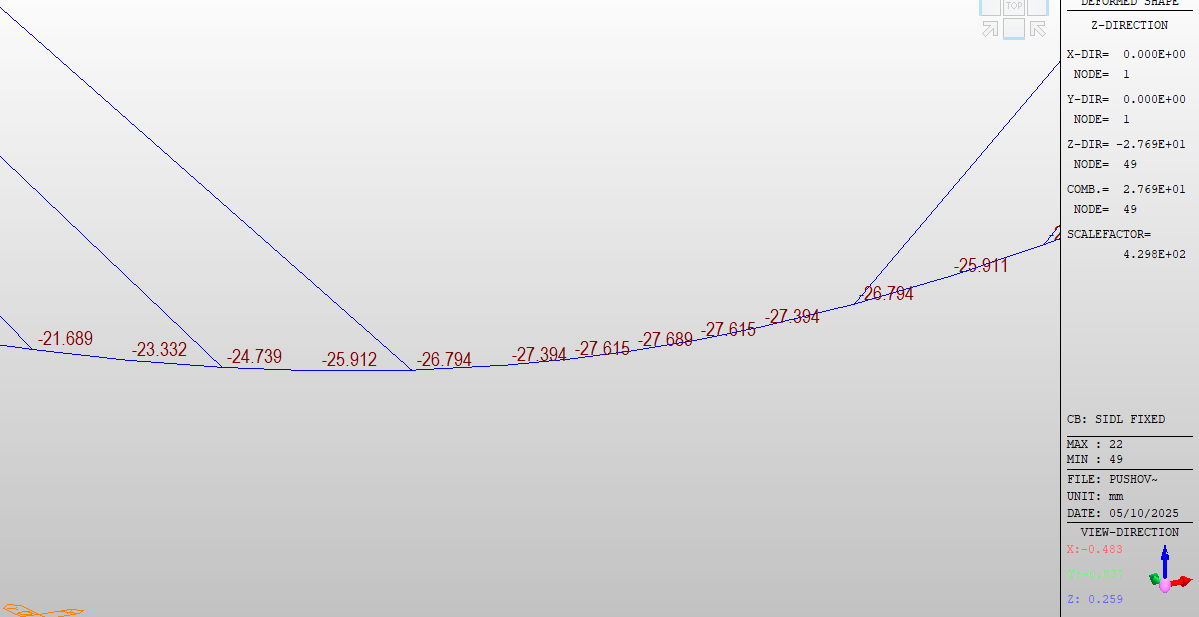 TOP
DEFORMED SHAPE
Z-DIRECTION
X-DIR= 0.000E+00
NODE= 1
Y-DIR= 0.000E+00
NODE= 1
Z-DIR= -2.769E+01
NODE= 49
COMB.= 2.769E+01
NODE= 49
SCALEFACTOR=
4.298E+02
-25.911
-26.794
-27.394
-27.615
-27.689
-27.615
-27.394
-26.794
-25.912
-24.739
-23.332
-21.689
CB: SIDL FIXED
MAX : 22
MIN : 49
FILE: PUSHOV~
UNIT: mm
DATE: 05/10/2025
VIEW-DIRECTION
X:-0.483
Z: 0.259